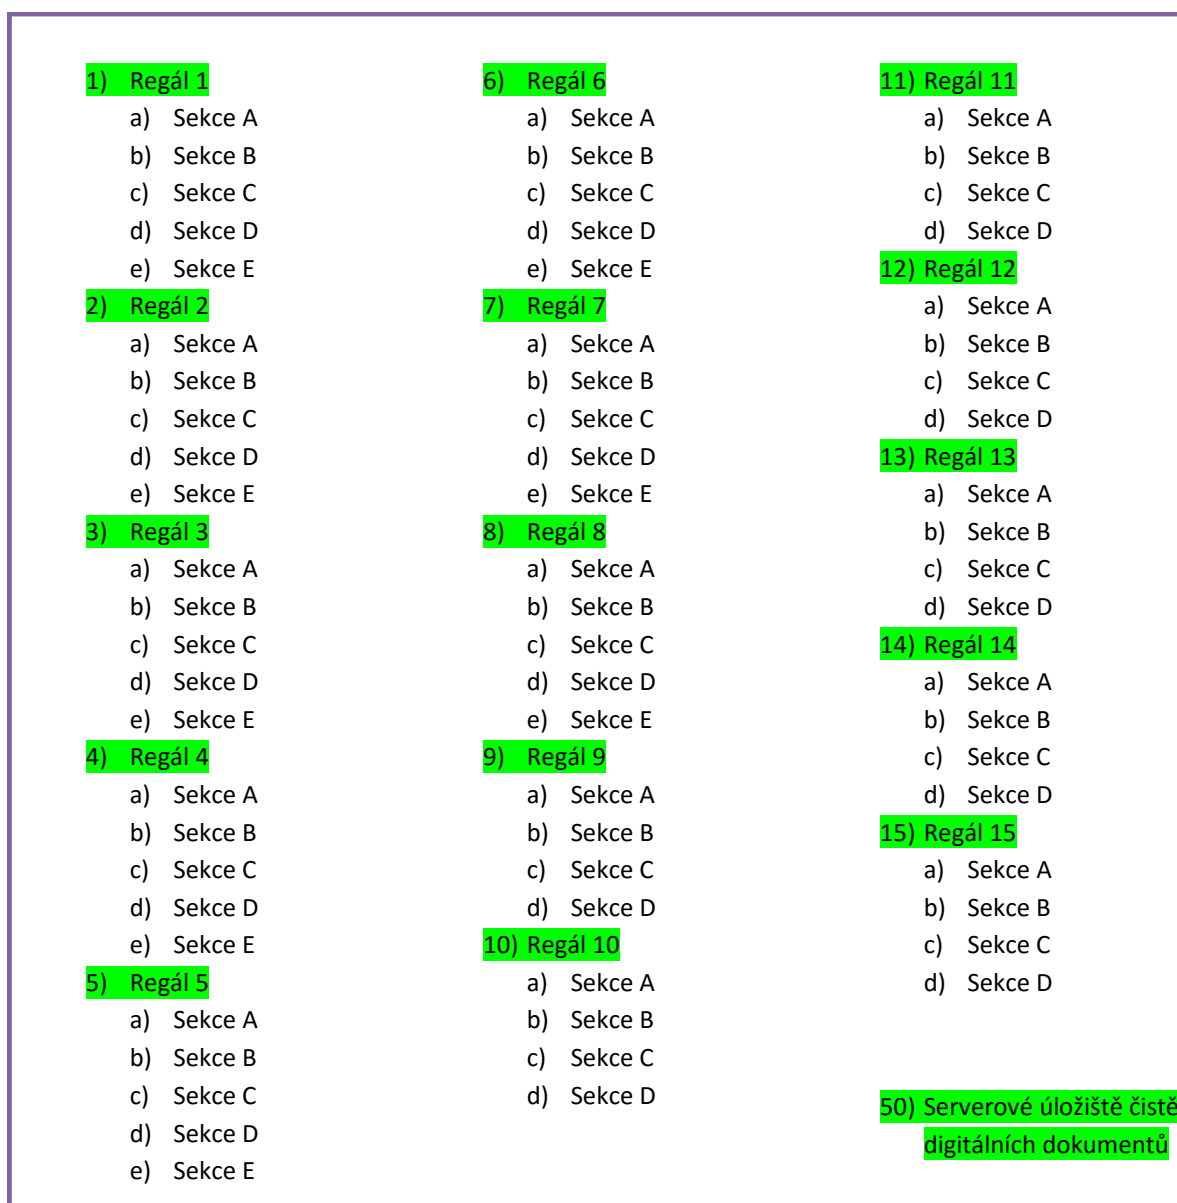 1) Regál 1
a) Sekce A
b) Sekce B
c) Sekce C
d) Sekce D
e) Sekce E
2) Regál 2
a) Sekce A
b) Sekce B
c) Sekce C
d) Sekce D
e) Sekce E
3) Regál 3
a) Sekce A
b) Sekce B
c) Sekce C
d) Sekce D
e) Sekce E
4) Regál 4
a) Sekce A
b) Sekce B
c) Sekce C
d) Sekce D
e) Sekce E
5) Regál 5
a) Sekce A
b) Sekce B
c) Sekce C
d) Sekce D
e) Sekce E
6) Regál 6
a) Sekce A
b) Sekce B
c) Sekce C
d) Sekce D
e) Sekce E
7) Regál 7
a) Sekce A
b) Sekce B
c) Sekce C
d) Sekce D
e) Sekce E
8) Regál 8
a) Sekce A
b) Sekce B
c) Sekce C
d) Sekce D
e) Sekce E
9) Regál 9
a) Sekce A
b) Sekce B
c) Sekce C
d) Sekce D
10) Regál 10
a) Sekce A
b) Sekce B
c) Sekce C
d) Sekce D
11) Regál 11
a) Sekce A
b) Sekce B
c) Sekce C
d) Sekce D
12) Regál 12
a) Sekce A
b) Sekce B
c) Sekce C
d) Sekce D
13) Regál 13
a) Sekce A
b) Sekce B
c) Sekce C
d) Sekce D
14) Regál 14
a) Sekce A
b) Sekce B
c) Sekce C
d) Sekce D
15) Regál 15
a) Sekce A
b) Sekce B
c) Sekce C
d) Sekce D
50) Serverové úložiště čistě
digitálních dokumentů